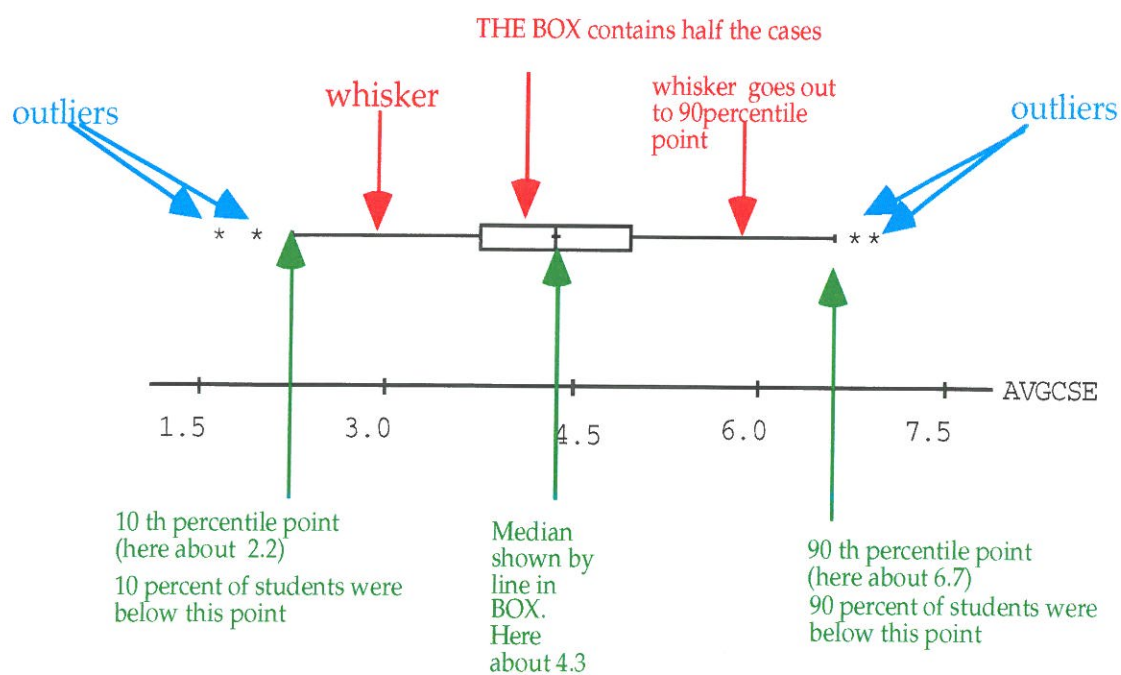 THE BOX contains half the cases
outliers
whisker
whisker goes out
to 90percentile
point
outliers
* *
* *
AVGCSE
1.5 3.0 4.5 6.0 7.5
10 th percentile point
(here about 2.2)
10 percent of students were
below this point
Median
shown by
line in
BOX.
Here
about 4.3
90 th percentile point
(here about 6.7)
90 percent of students were
below this point